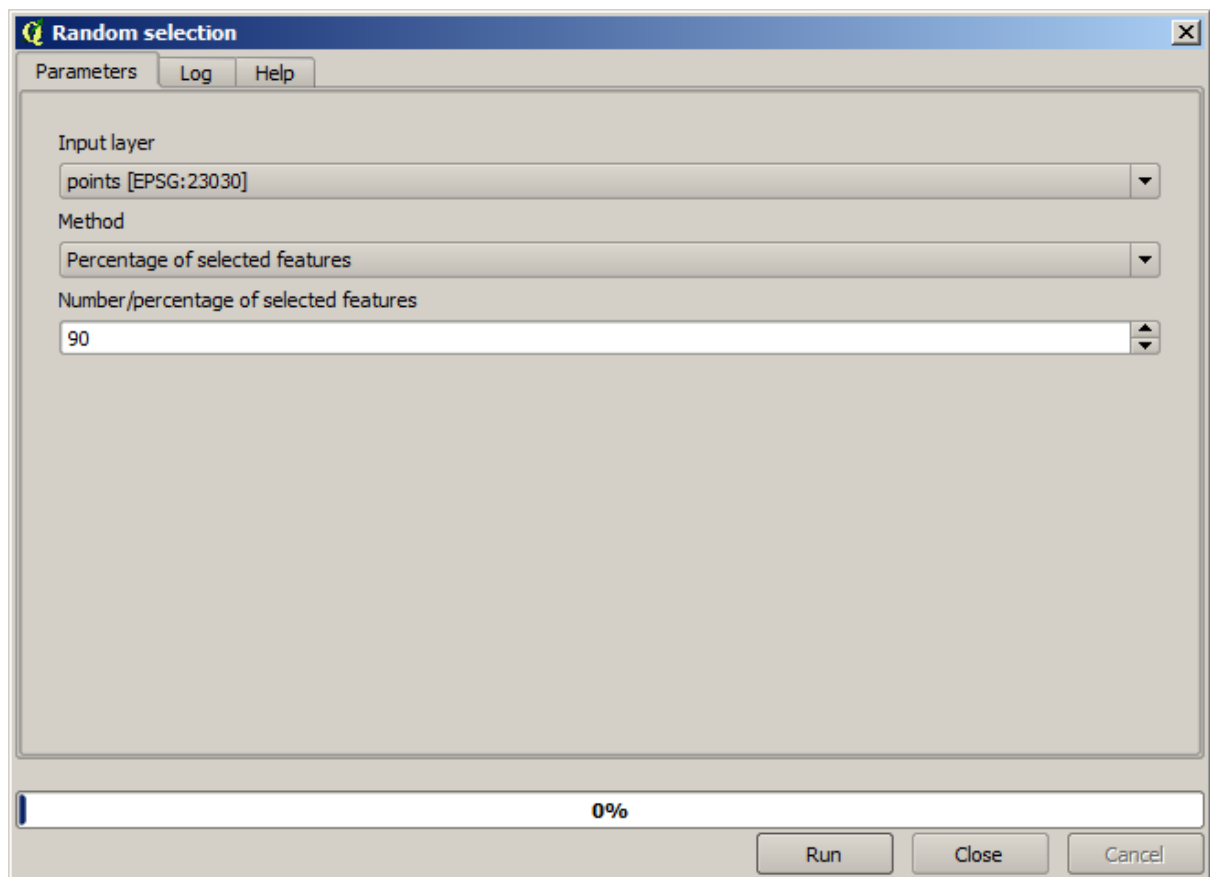 Random selection
Parameters Log Help
Input layer
points [EPSG:23030]
Method
Percentage of selected features
Number/percentage of selected features
90
0%
Run Close Cancel